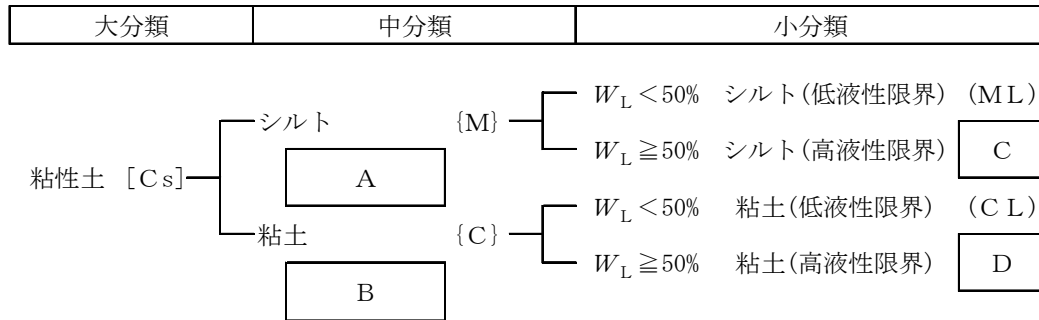 大分類 中分類 小分類
W_L＜50% シルト(低液性限界) (ML)
シルト {M}
W_L≧50% シルト(高液性限界) C
A
粘性土 [Cs]
W_L＜50% 粘土(低液性限界) (CL)
粘土 {C}
W_L≧50% 粘土(高液性限界) D
B